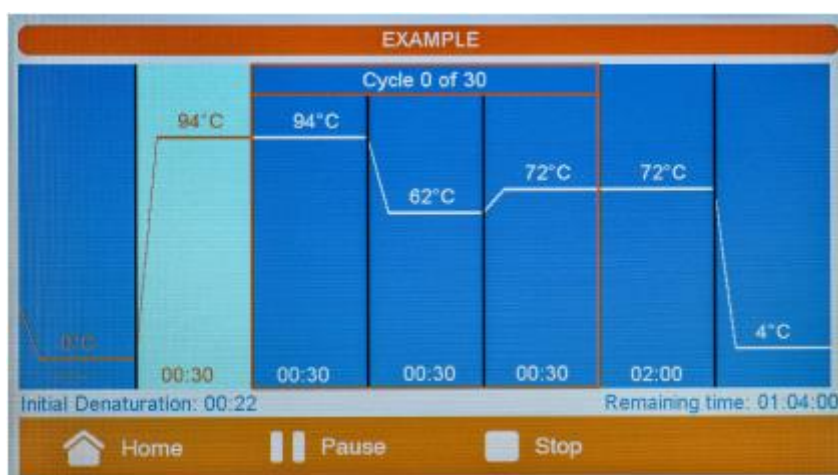 EXAMPLE
Cycle 0 of 30
94°C
94°C
62°C
72°C
72°C
0°C
4°C
00:30
00:30
00:30
00:30
02:00
Initial Denaturation: 00:22
Remaining time: 01:04:00
Home
Pause
Stop